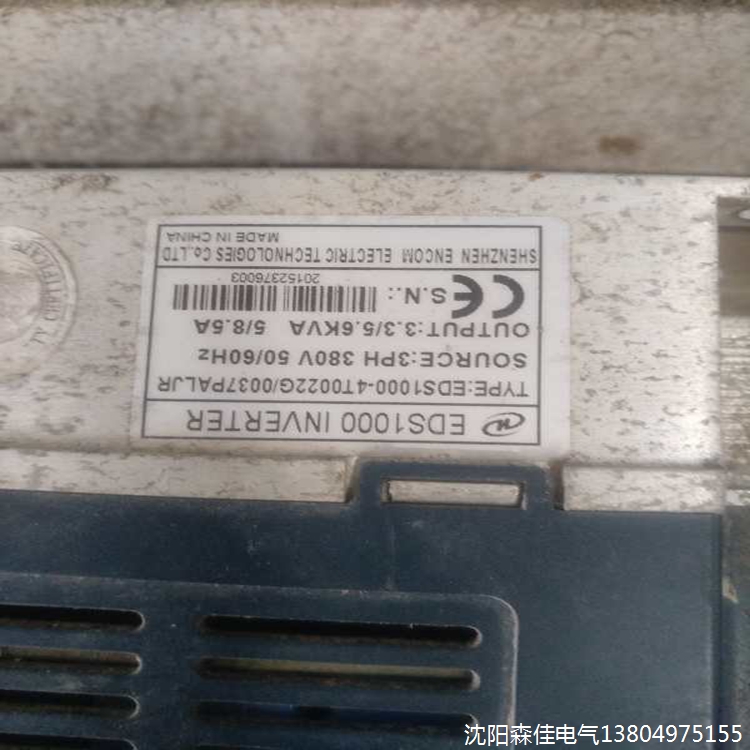 EDS1000 INVERTER
TYPE:EDS1000-4T0022G/0037PALJR
SOURCE:3PH 380V 50/60Hz
OUTPUT:3.3/5.6KVA 5/8.5A
CE S.N.:
20152376003
SHENZHEN ENCOM ELECTRIC TECHNOLOGIES Co.,LTD
MADE IN CHINA
沈阳森佳电气13804975155